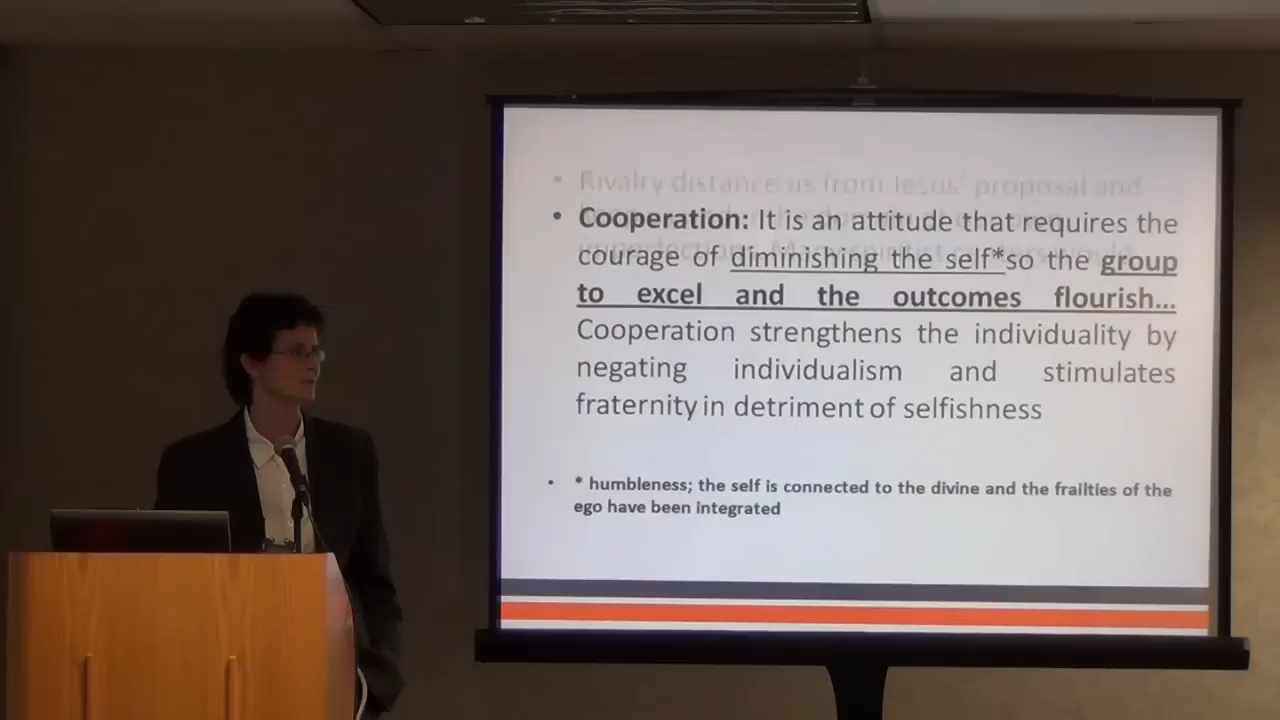 • Rivalry distance us from Jesus' proposal and
• Cooperation: It is an attitude that requires the
courage of diminishing the self*so the group
to excel and the outcomes flourish...
Cooperation strengthens the individuality by
negating individualism and stimulates
fraternity in detriment of selfishness
• * humbleness; the self is connected to the divine and the frailties of the
ego have been integrated